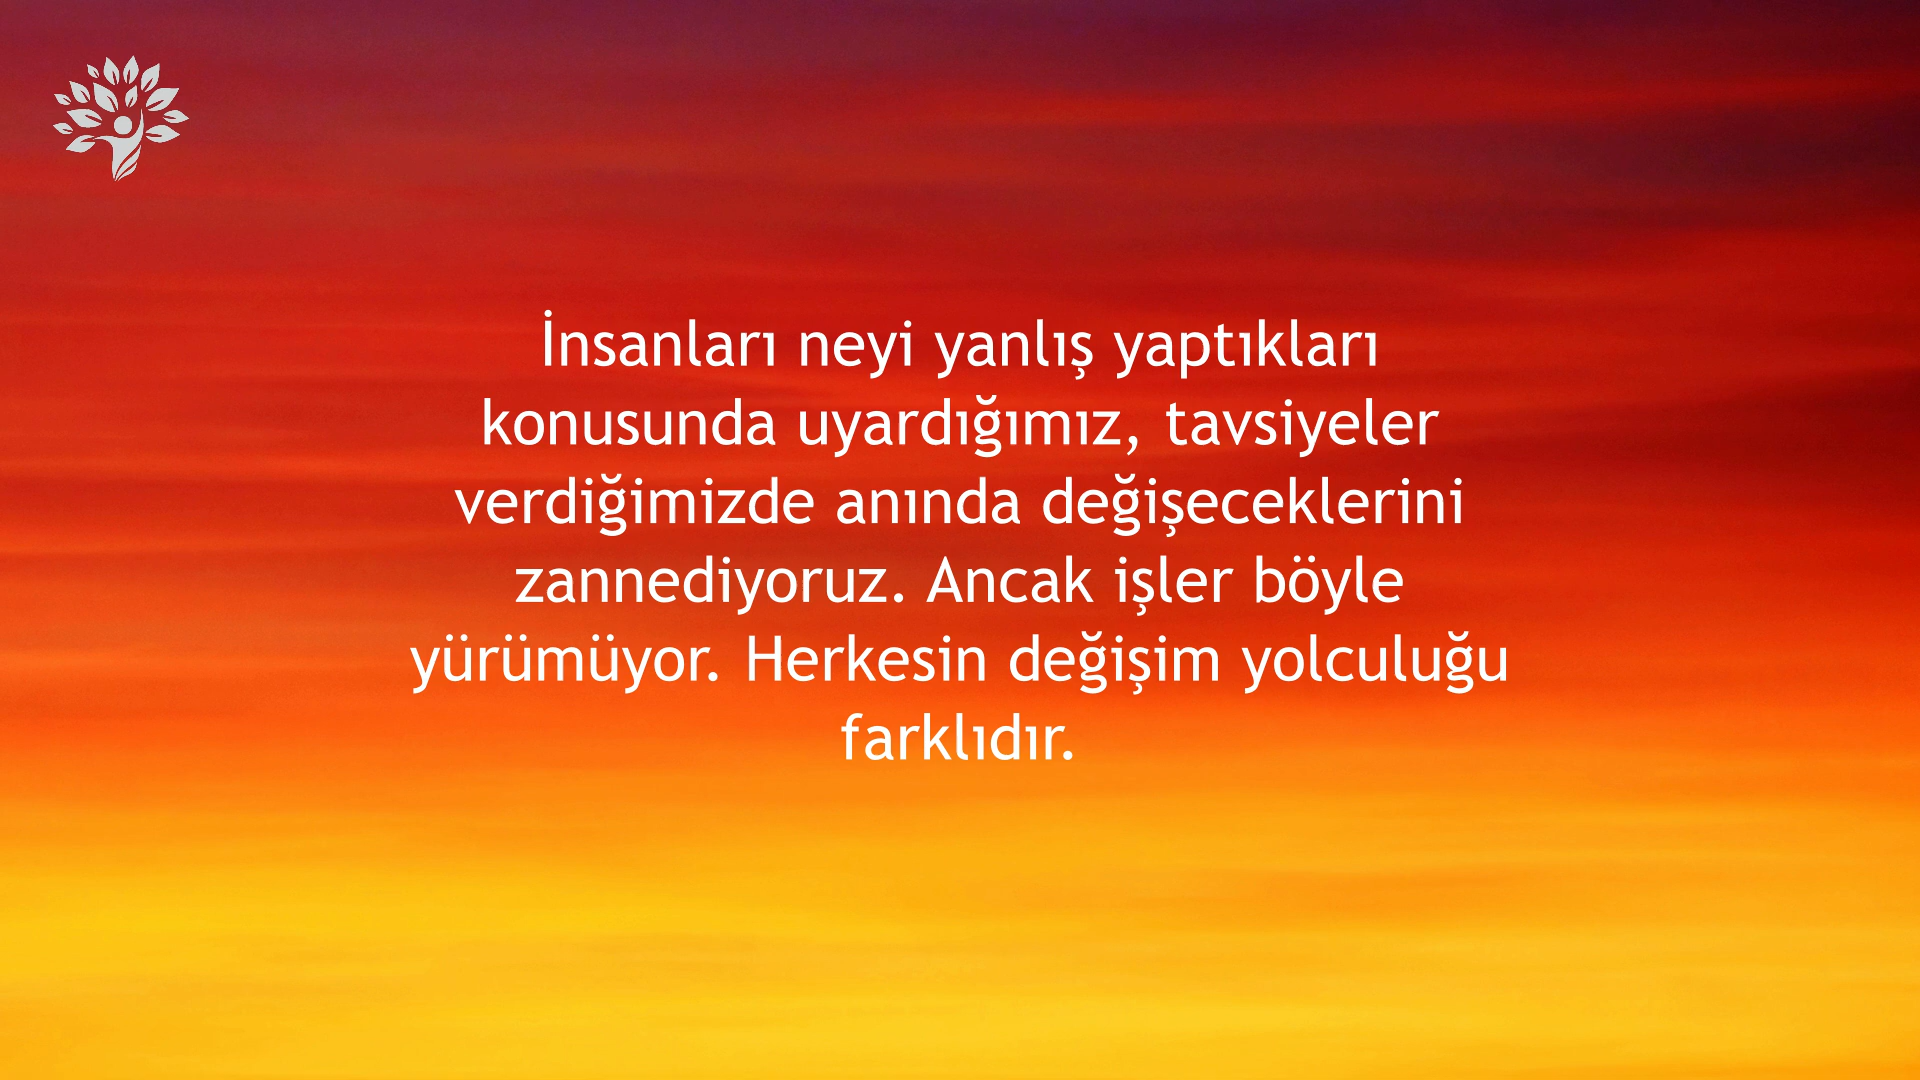 İnsanları neyi yanlış yaptıkları
konusunda uyardığımız, tavsiyeler
verdiğimizde anında değişeceklerini
zannediyoruz. Ancak işler böyle
yürümüyor. Herkesin değişim yolculuğu
farklıdır.